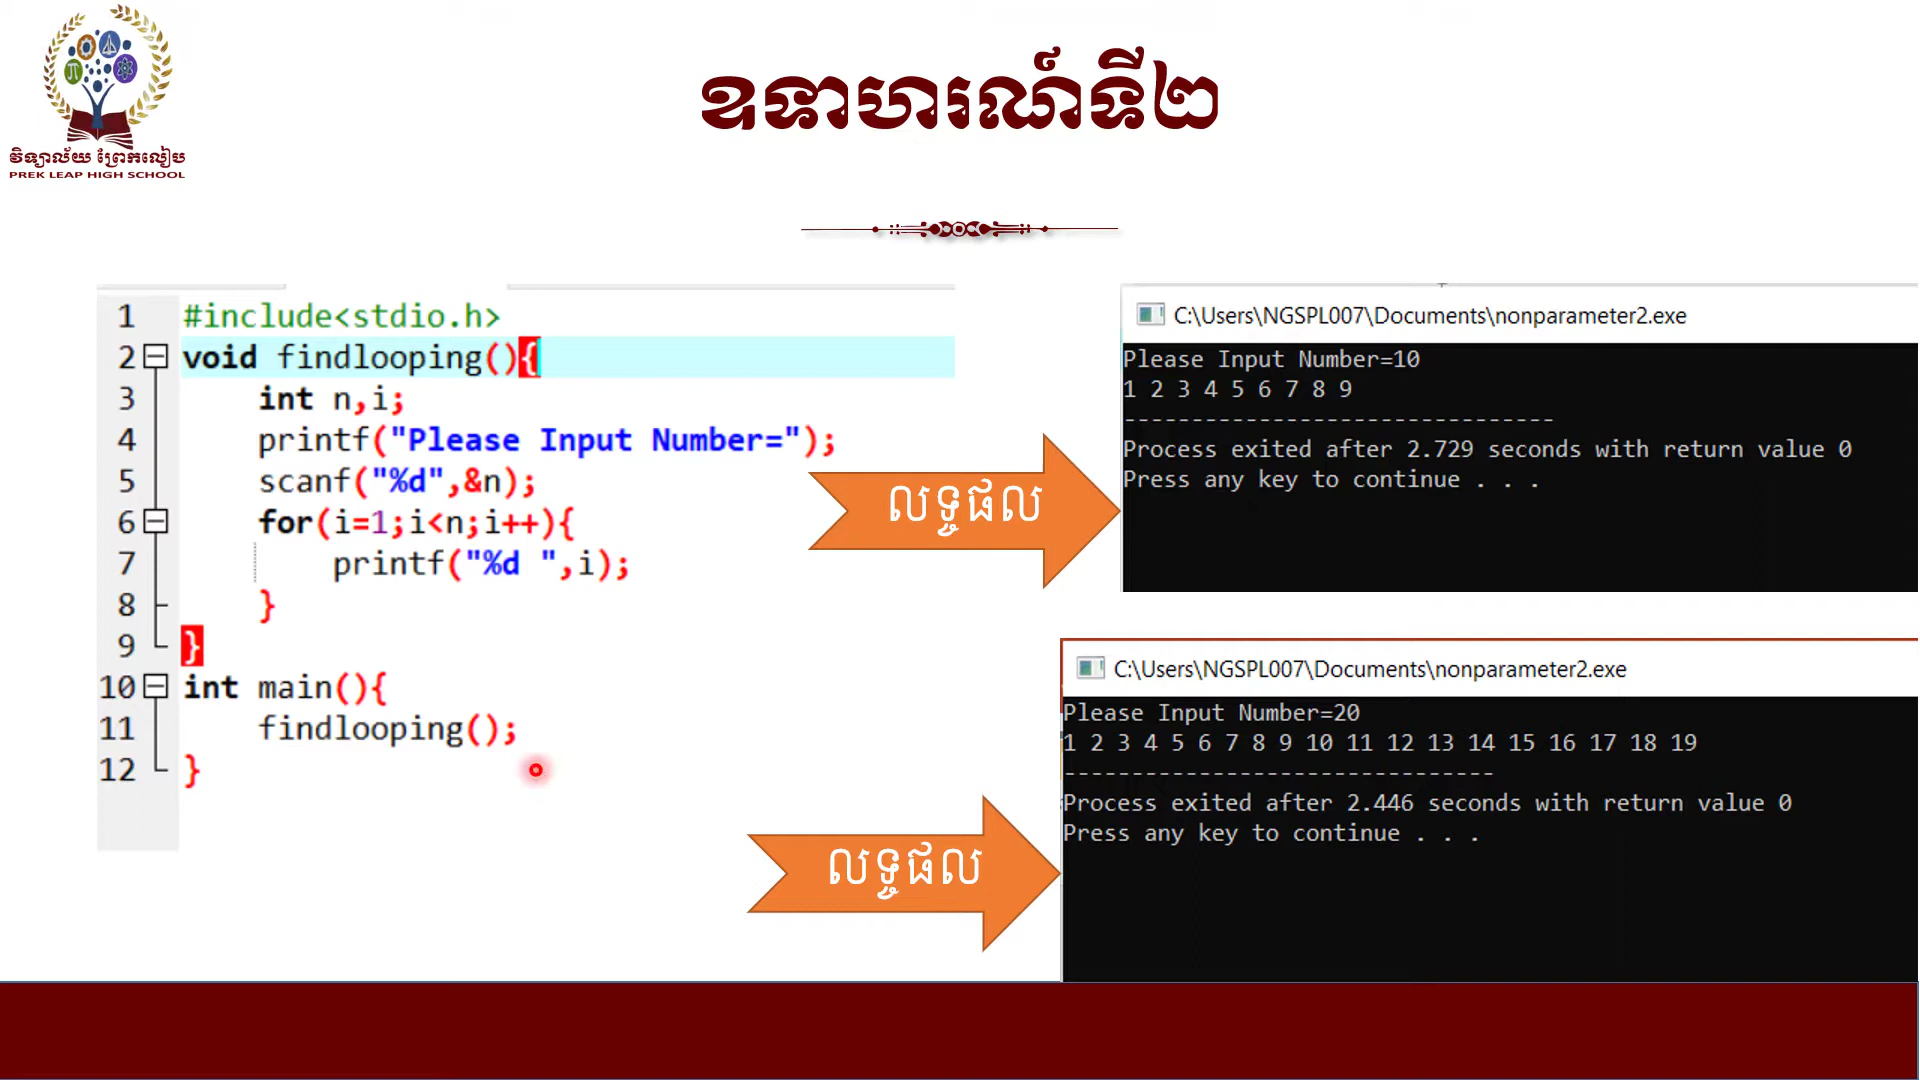 វិទ្យាល័យ ព្រែកលៀប
PREK LEAP HIGH SCHOOL
ឧទាហរណ៍ទី២
1 #include<stdio.h>
2 void findlooping(){
3 int n,i;
4 printf("Please Input Number=");
5 scanf("%d",&n);
6 for(i=1;i<n;i++){
7 printf("%d ",i);
8 }
9 }
10 int main(){
11 findlooping();
12 }
លទ្ធផល
C:\Users\NGSPL007\Documents\nonparameter2.exe
Please Input Number=10
1 2 3 4 5 6 7 8 9
--------------------------------
Process exited after 2.729 seconds with return value 0
Press any key to continue . . .
លទ្ធផល
C:\Users\NGSPL007\Documents\nonparameter2.exe
Please Input Number=20
1 2 3 4 5 6 7 8 9 10 11 12 13 14 15 16 17 18 19
--------------------------------
Process exited after 2.446 seconds with return value 0
Press any key to continue . . .